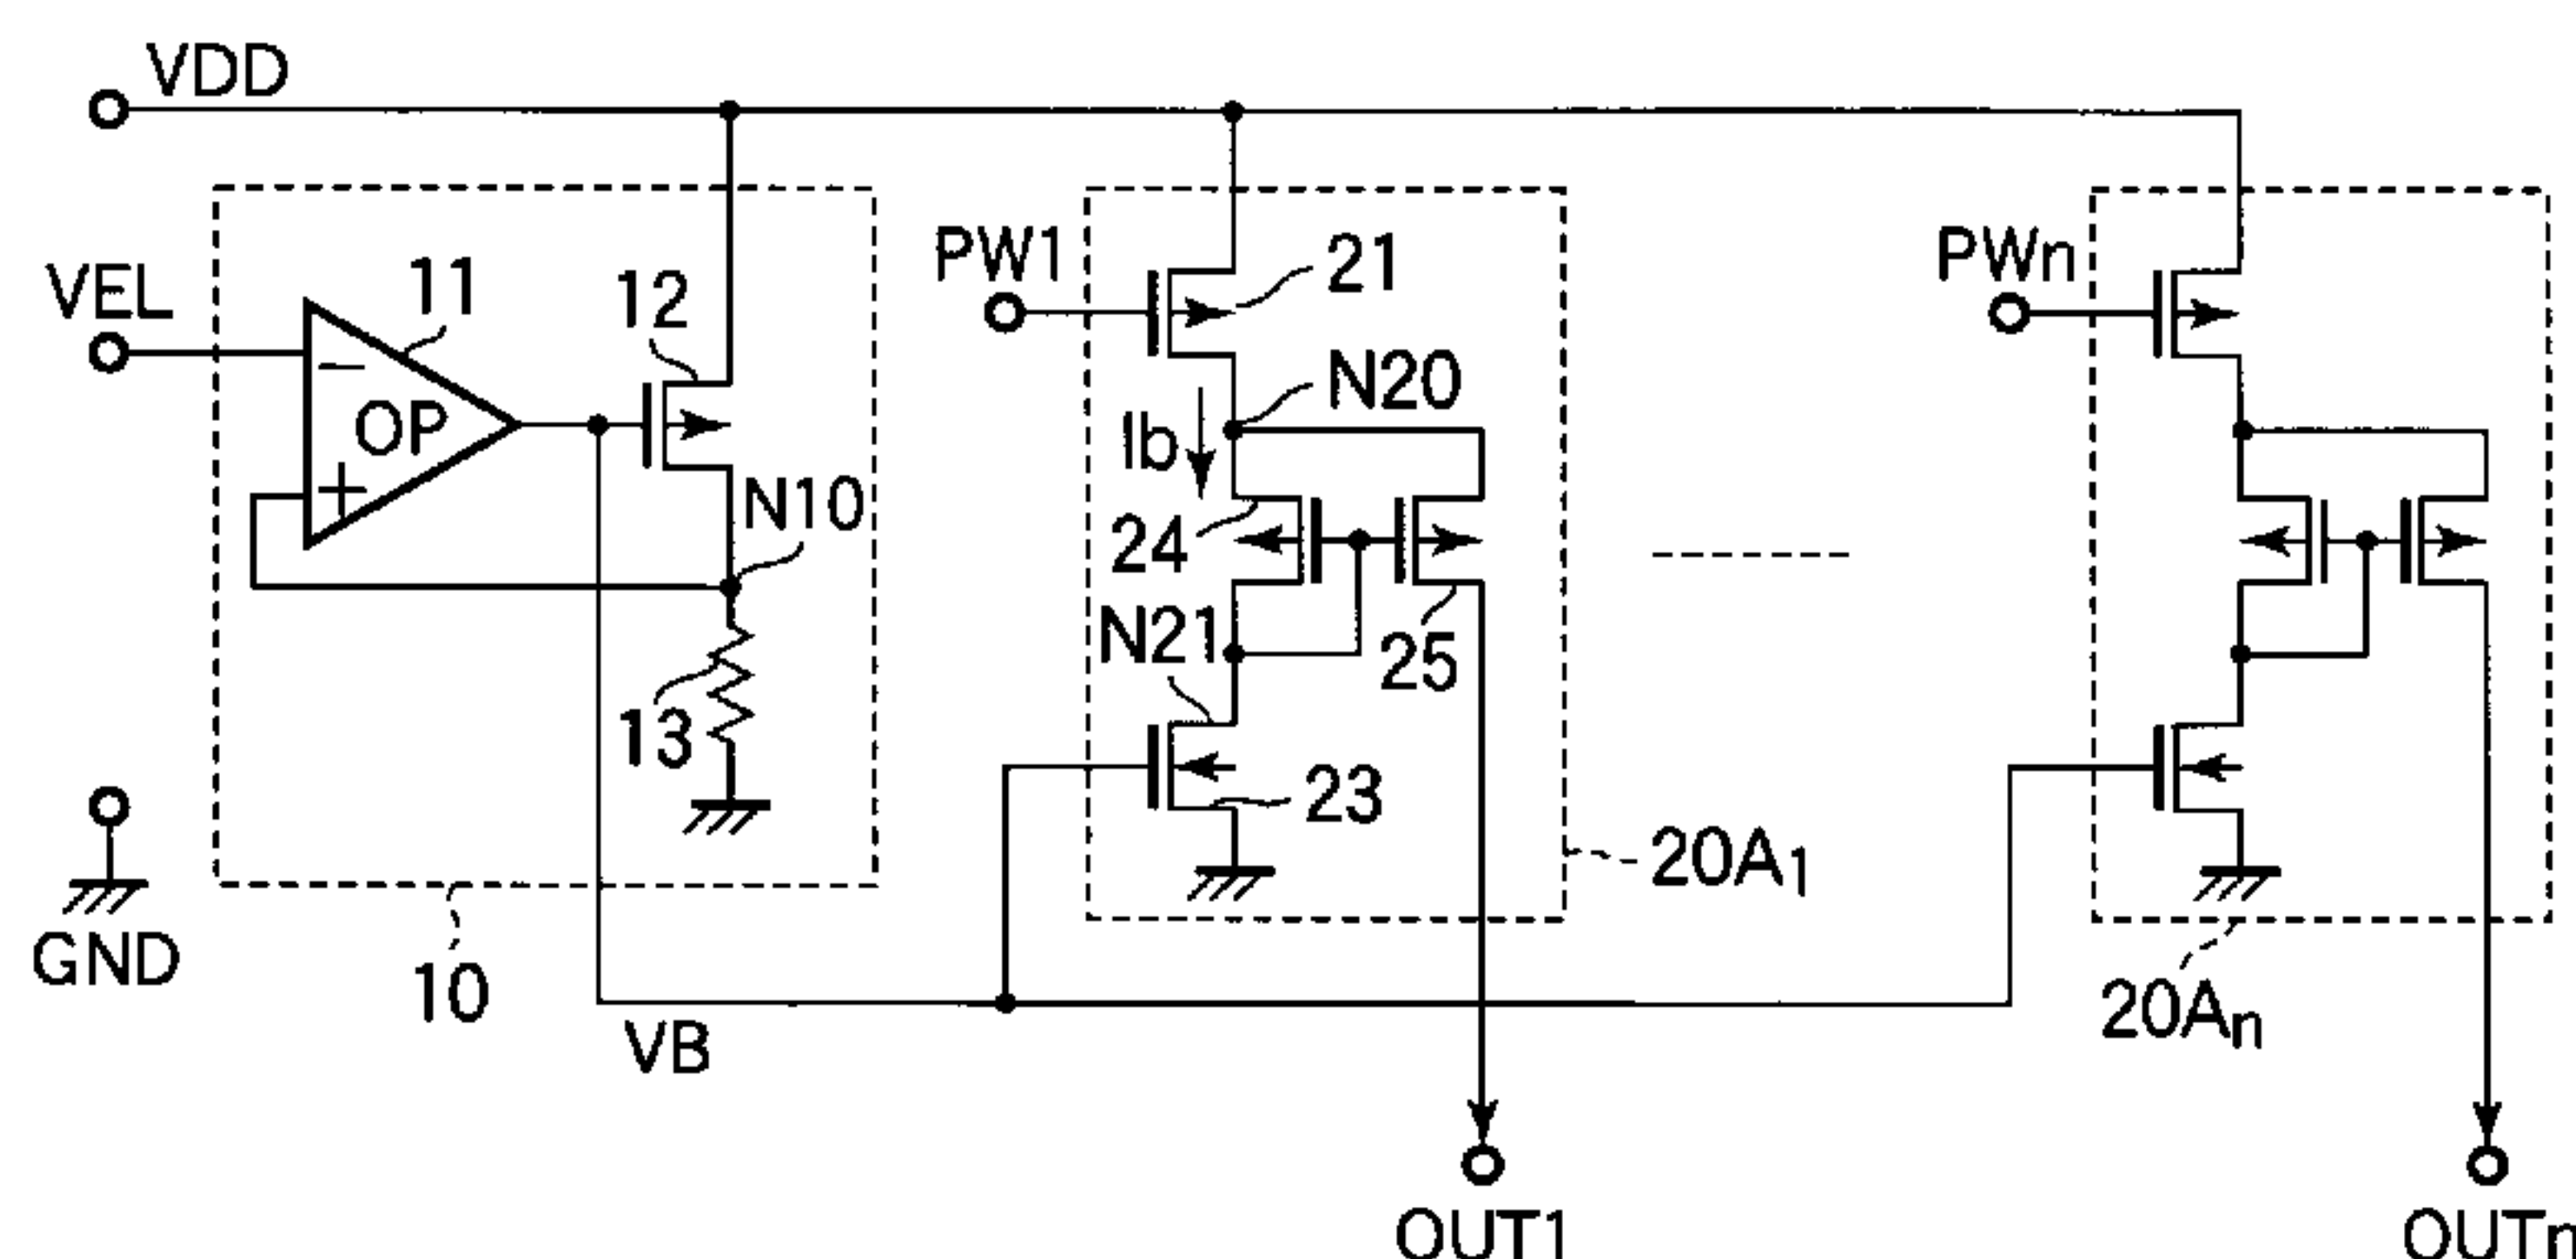 VDD
VEL
11
12
OP
−
+
N10
13
GND
10
VB
PW1
21
N20
Ib
24
N21
25
23
20A1
OUT1
PWn
20An
OUTn